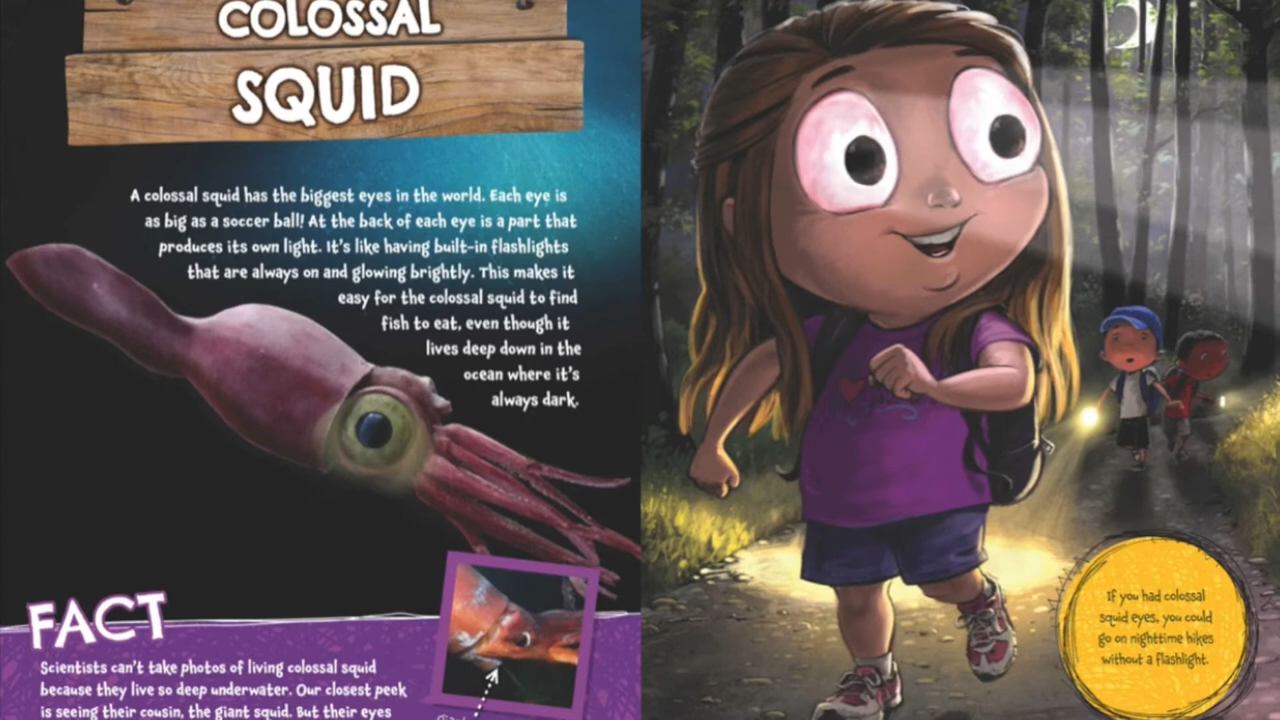 COLOSSAL
SQUID
A colossal squid has the biggest eyes in the world. Each eye is
as big as a soccer ball! At the back of each eye is a part that
produces its own light. It's like having built-in flashlights
that are always on and glowing brightly. This makes it
easy for the colossal squid to find
fish to eat, even though it
lives deep down in the
ocean where it's
always dark.
FACT
Scientists can't take photos of living colossal squid
because they live so deep underwater. Our closest peek
is seeing their cousin, the giant squid. But their eyes
If you had colossal
squid eyes, you could
go on nighttime hikes
without a flashlight.